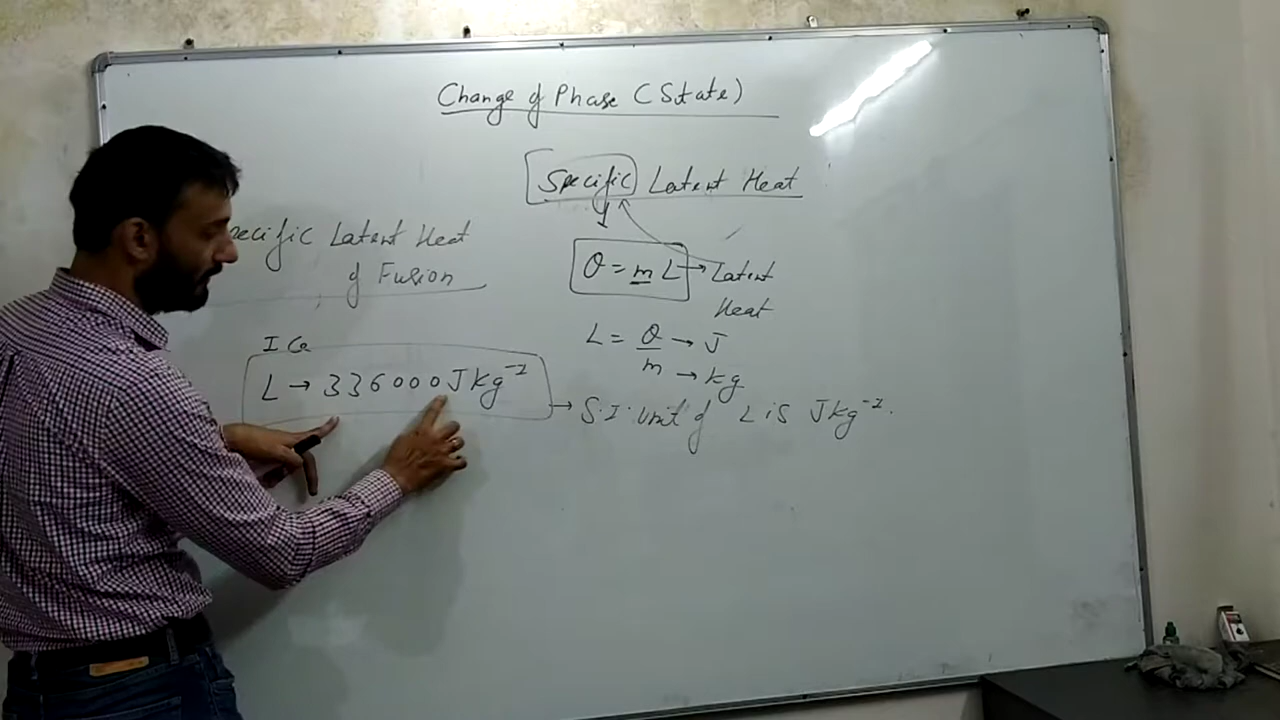 Change of Phase (State)
Specific Latent Heat
ecific Latent Heat
of Fusion
Q = m L → Latent
Heat
L = Q/m → J
→ kg
ICe
L → 336000 J kg⁻¹
→ S.I. unit of L is J kg⁻¹.